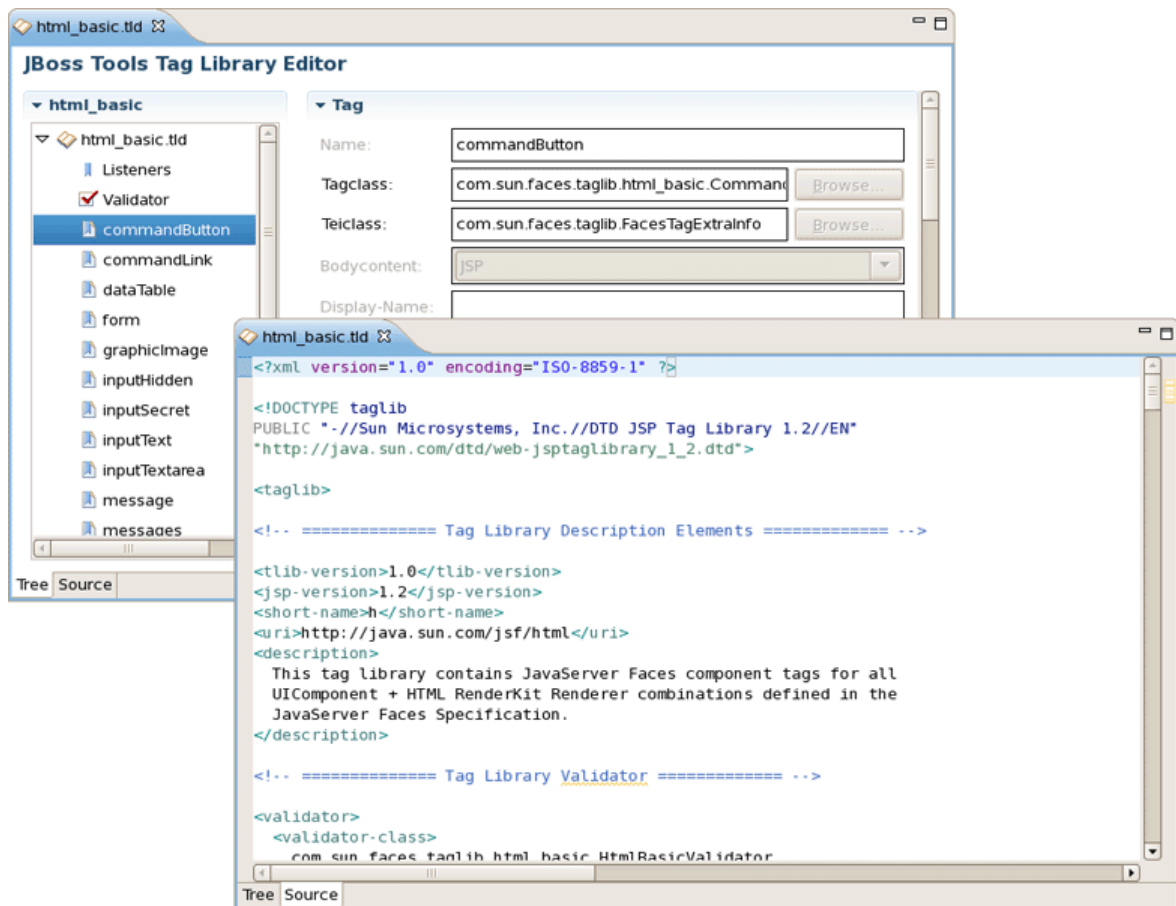 html_basic.tld
JBoss Tools Tag Library Editor
html_basic
html_basic.tld
Listeners
Validator
commandButton
commandLink
dataTable
form
graphicImage
inputHidden
inputSecret
inputText
inputTextarea
message
messages
Tree Source
Tag
Name: commandButton
Tagclass: com.sun.faces.taglib.html_basic.Command Browse...
Teiclass: com.sun.faces.taglib.FacesTagExtraInfo Browse...
Bodycontent: JSP
Display-Name:
html_basic.tld
<?xml version="1.0" encoding="ISO-8859-1" ?>
<!DOCTYPE taglib
PUBLIC "-//Sun Microsystems, Inc.//DTD JSP Tag Library 1.2//EN"
"http://java.sun.com/dtd/web-jsptaglibrary_1_2.dtd">
<taglib>
<!-- ============== Tag Library Description Elements ============= -->
<tlib-version>1.0</tlib-version>
<jsp-version>1.2</jsp-version>
<short-name>h</short-name>
<uri>http://java.sun.com/jsf/html</uri>
<description>
This tag library contains JavaServer Faces component tags for all
UIComponent + HTML RenderKit Renderer combinations defined in the
JavaServer Faces Specification.
</description>
<!-- ============== Tag Library Validator ============= -->
<validator>
<validator-class>
com.sun.faces.taglib.html_basic.HtmlBasicValidator
Tree Source